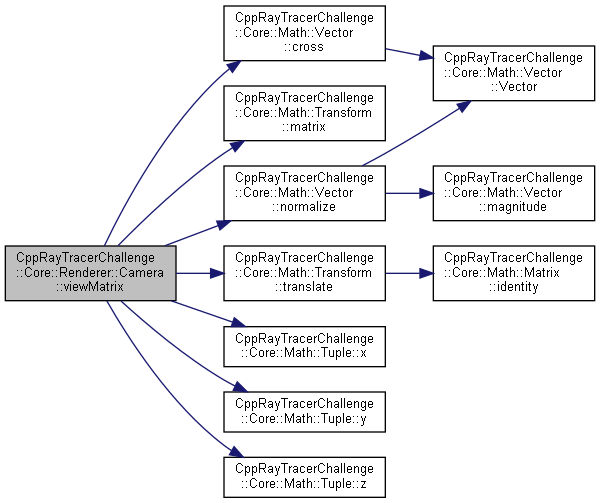 CppRayTracerChallenge
::Core::Renderer::Camera
::viewMatrix
CppRayTracerChallenge
::Core::Math::Vector
::cross
CppRayTracerChallenge
::Core::Math::Transform
::matrix
CppRayTracerChallenge
::Core::Math::Vector
::normalize
CppRayTracerChallenge
::Core::Math::Transform
::translate
CppRayTracerChallenge
::Core::Math::Tuple::x
CppRayTracerChallenge
::Core::Math::Tuple::y
CppRayTracerChallenge
::Core::Math::Tuple::z
CppRayTracerChallenge
::Core::Math::Vector
::Vector
CppRayTracerChallenge
::Core::Math::Vector
::magnitude
CppRayTracerChallenge
::Core::Math::Matrix
::identity